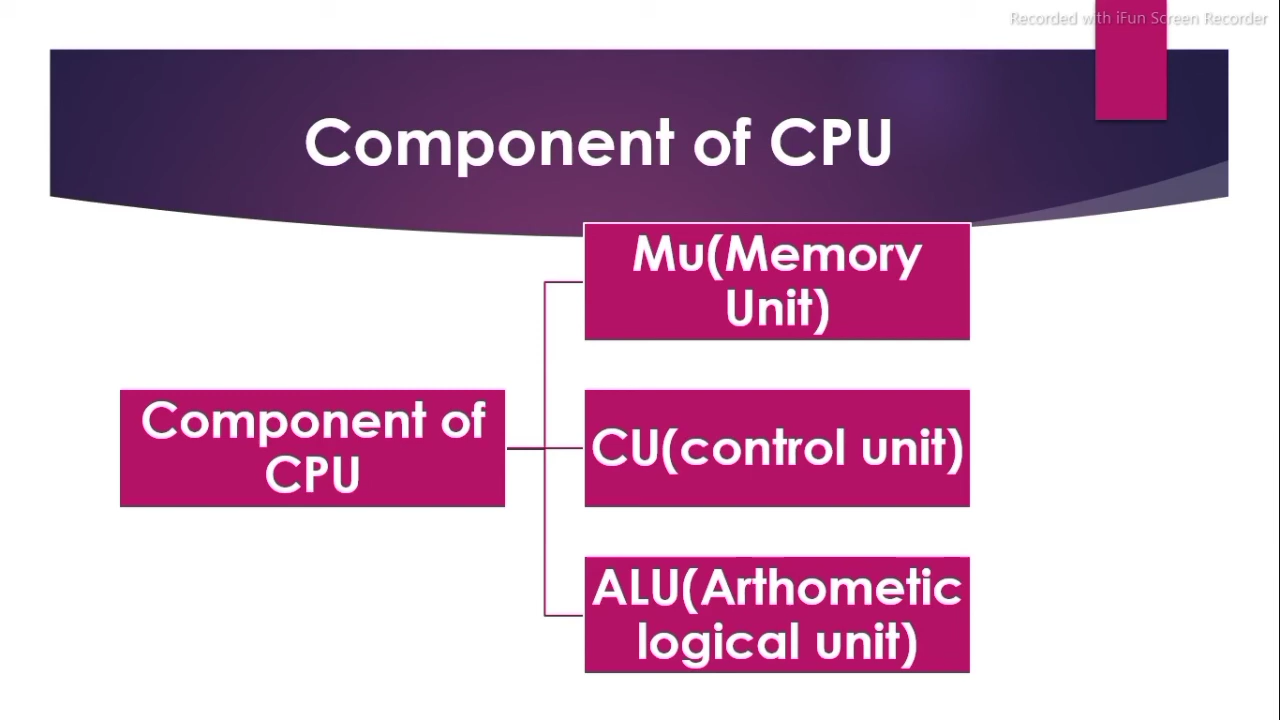 Recorded with iFun Screen Recorder
Component of CPU
Mu(Memory
Unit)
Component of
CPU
CU(control unit)
ALU(Arthometic
logical unit)